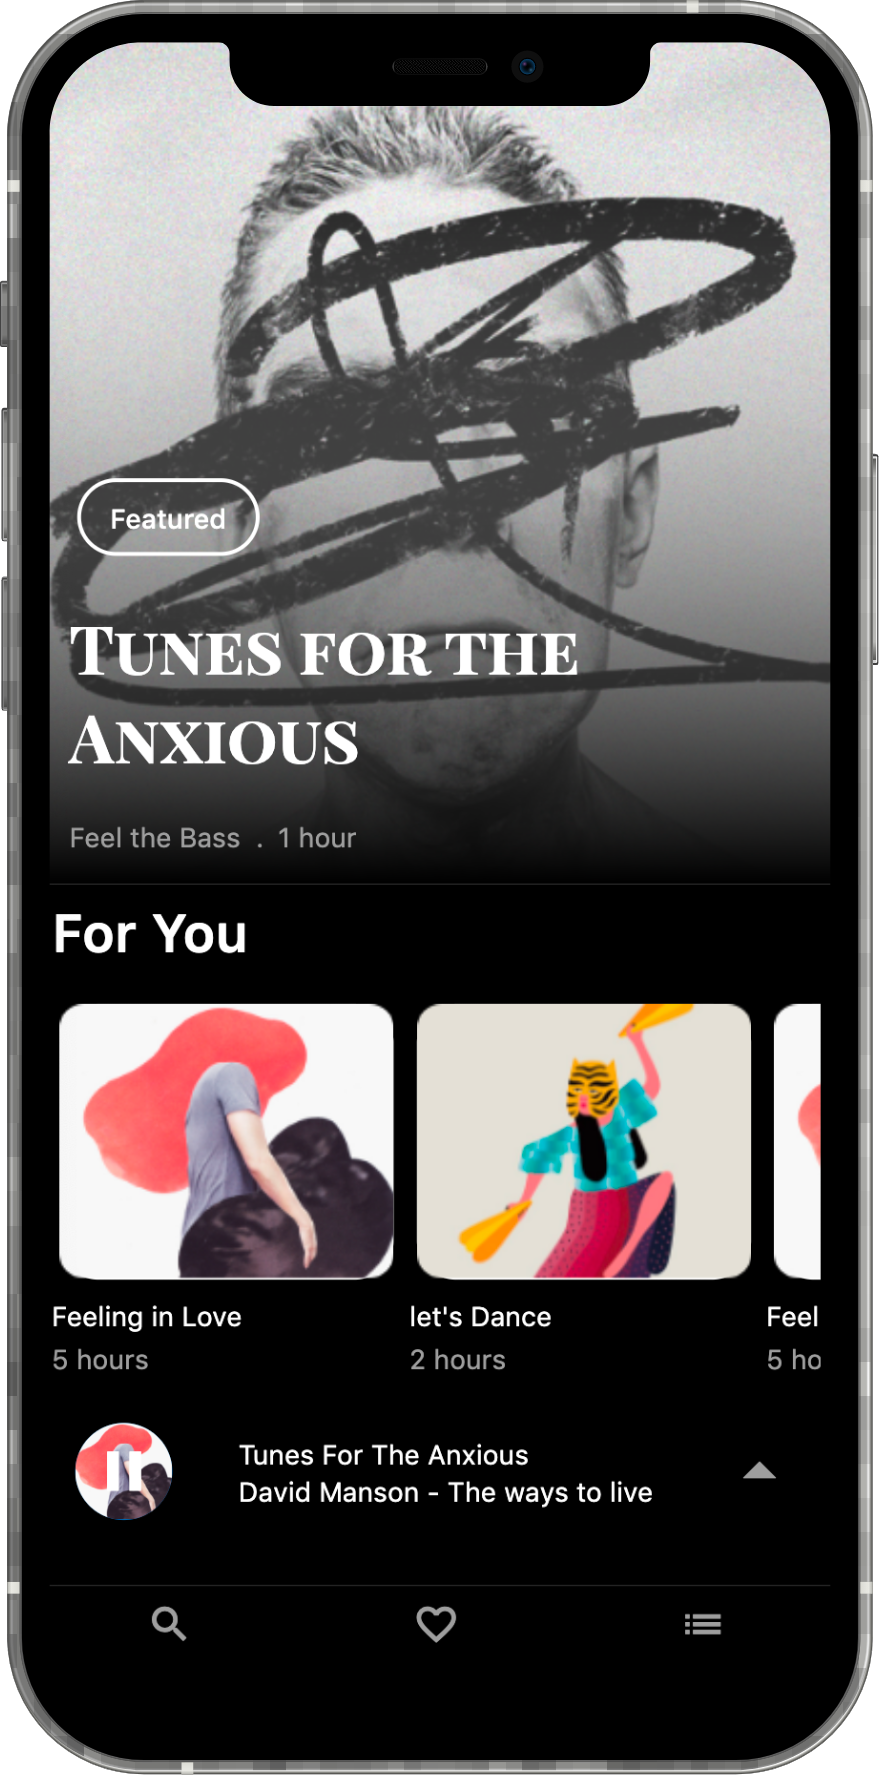 Featured
Tunes for the
Anxious
Feel the Bass . 1 hour
For You
Feeling in Love
let's Dance
Feel
5 hours
2 hours
5 ho
Tunes For The Anxious
David Manson - The ways to live